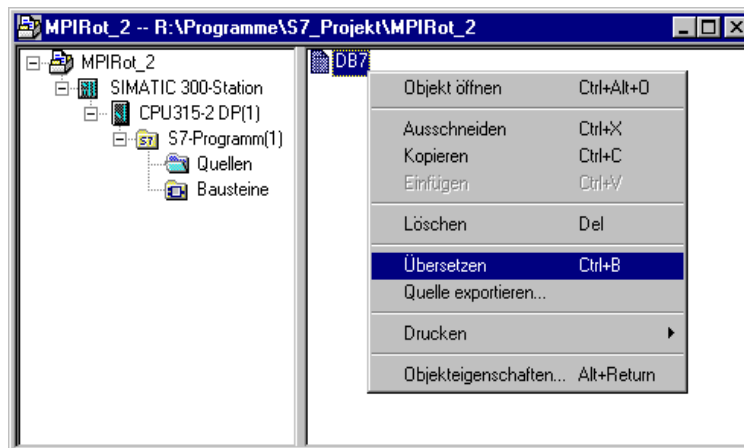 MPIRot_2 -- R:\Programme\S7_Projekt\MPIRot_2
MPIRot_2
SIMATIC 300-Station
CPU315-2 DP(1)
S7 S7-Programm(1)
Quellen
Bausteine
DB7
Objekt öffnen Ctrl+Alt+O
Ausschneiden Ctrl+X
Kopieren Ctrl+C
Einfügen Ctrl+V
Löschen Del
Übersetzen Ctrl+B
Quelle exportieren...
Drucken
Objekteigenschaften... Alt+Return